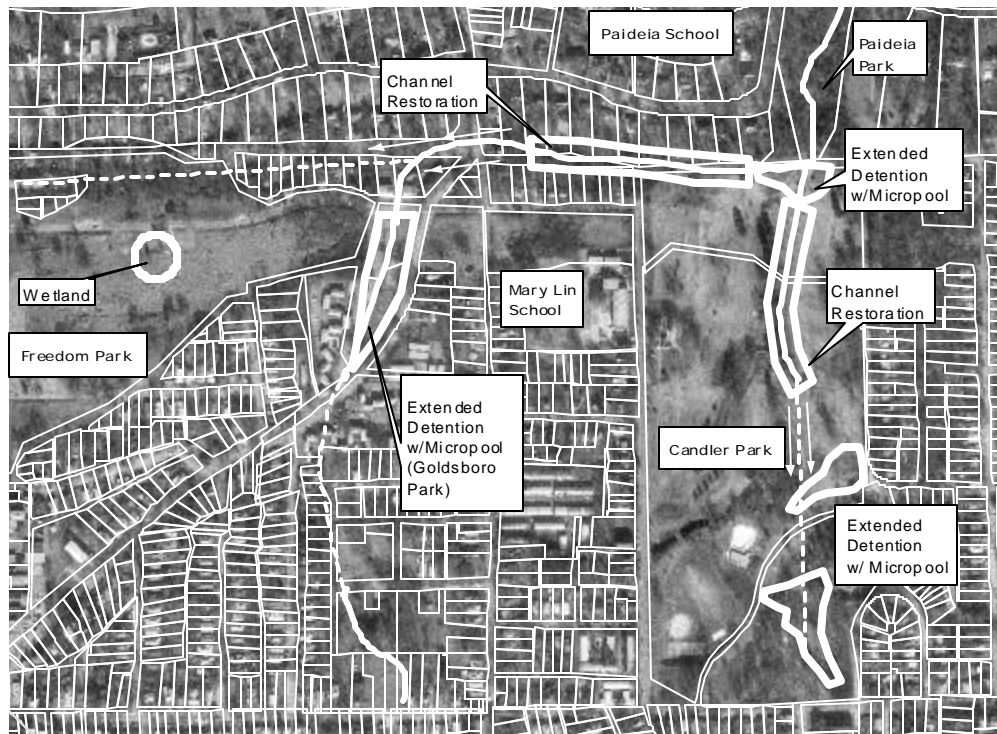 Paideia School
Paideia
Park
Channel
Restoration
Extended
Detention
w/Micropool
Wetland
Mary Lin
School
Channel
Restoration
Freedom Park
Extended
Detention
w/Micropool
(Goldsboro
Park)
Candler Park
Extended
Detention
w/ Micropool